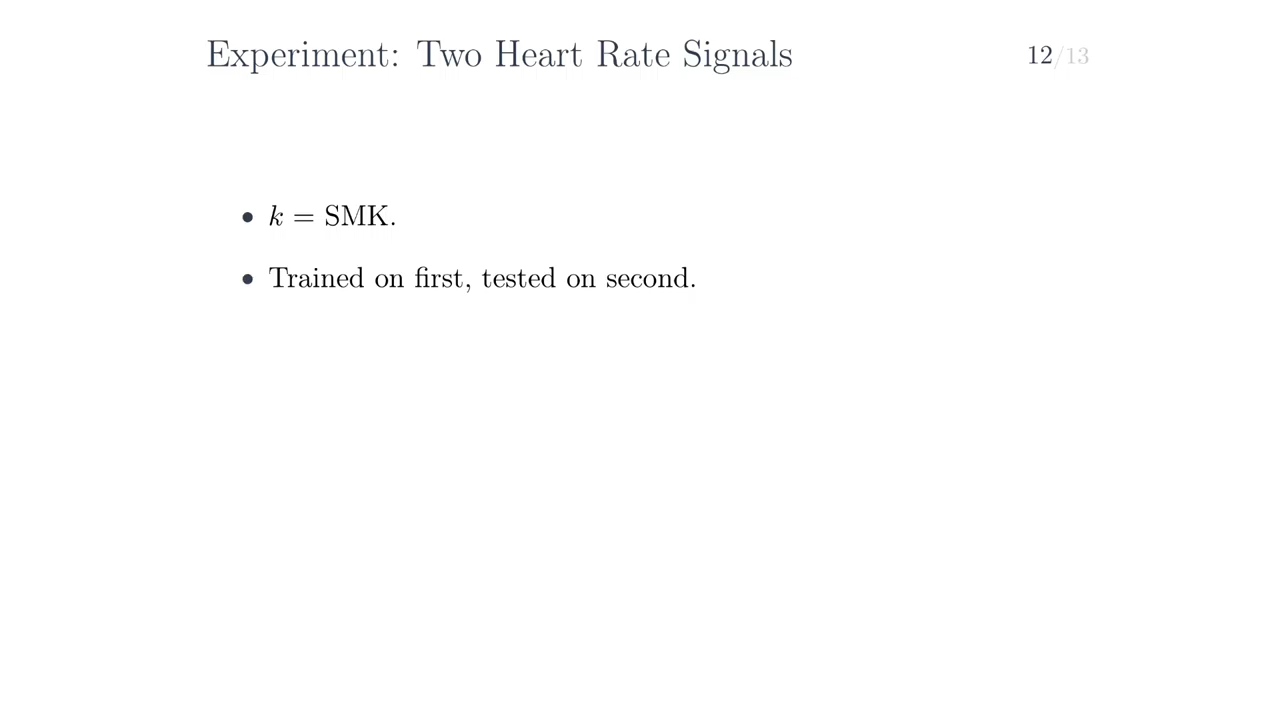 Experiment: Two Heart Rate Signals 12/13
• k = SMK.
• Trained on first, tested on second.